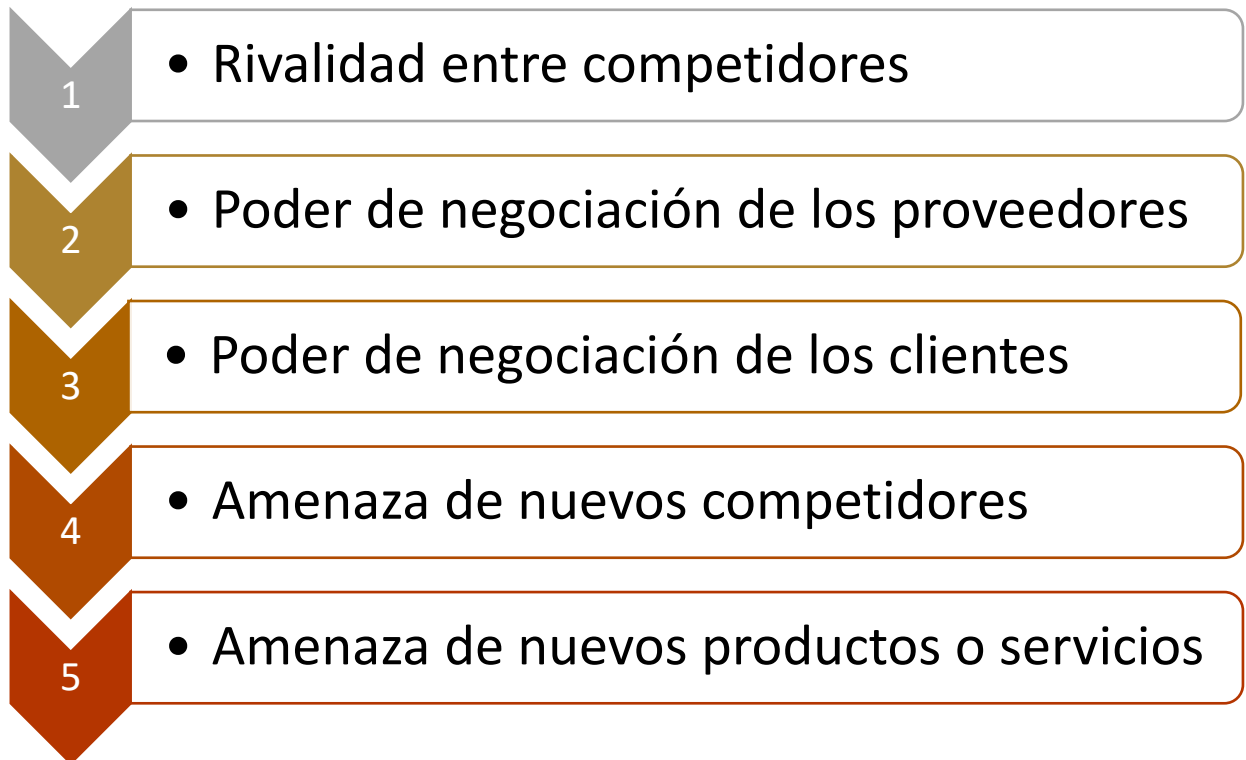 1
• Rivalidad entre competidores
2
• Poder de negociación de los proveedores
3
• Poder de negociación de los clientes
4
• Amenaza de nuevos competidores
5
• Amenaza de nuevos productos o servicios